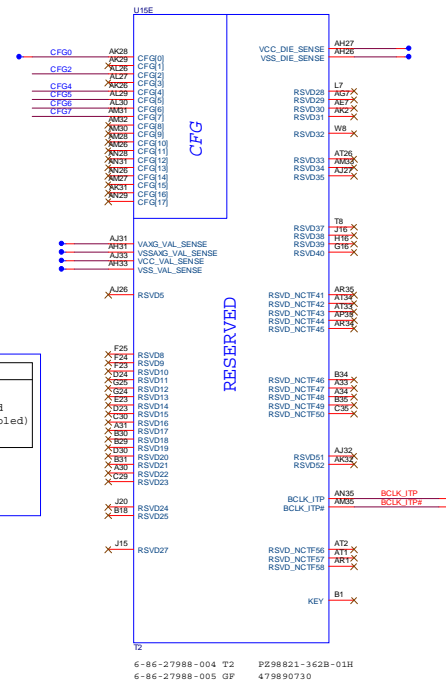 U15E
CFG0 AK28 CFG[0]
AK29 CFG[1]
CFG2 AL26 CFG[2]
AL27 CFG[3]
CFG4 AK26 CFG[4]
CFG5 AL29 CFG[5]
CFG6 AL30 CFG[6]
CFG7 AM31 CFG[7]
AM32 CFG[8]
AM30 CFG[9]
AM28 CFG[10]
AM26 CFG[11]
AN28 CFG[12]
AN31 CFG[13]
AN26 CFG[14]
AM27 CFG[15]
AK31 CFG[16]
AN29 CFG[17]
CFG
AJ31 VAXG_VAL_SENSE
AH31 VSSAXG_VAL_SENSE
AJ33 VCC_VAL_SENSE
AH33 VSS_VAL_SENSE
AJ26 RSVD5
RESERVED
F25 RSVD8
F24 RSVD9
F23 RSVD10
D24 RSVD11
G25 RSVD12
G24 RSVD13
E23 RSVD14
D23 RSVD15
C30 RSVD16
A31 RSVD17
B30 RSVD18
B29 RSVD19
D30 RSVD20
B31 RSVD21
A30 RSVD22
C29 RSVD23
J20 RSVD24
B18 RSVD25
J15 RSVD27
VCC_DIE_SENSE AH27
VSS_DIE_SENSE AH26
RSVD28 L7
RSVD29 AG7
RSVD30 AE7
RSVD31 AK2
RSVD32 W8
RSVD33 AT26
RSVD34 AM33
RSVD35 AJ27
RSVD37 T8
RSVD38 J16
RSVD39 H16
RSVD40 G16
RSVD_NCTF41 AR35
RSVD_NCTF42 AT34
RSVD_NCTF43 AT33
RSVD_NCTF44 AP35
RSVD_NCTF45 AR34
RSVD_NCTF46 B34
RSVD_NCTF47 A33
RSVD_NCTF48 A34
RSVD_NCTF49 B35
RSVD_NCTF50 C35
RSVD51 AJ32
RSVD52 AK32
BCLK_ITP AN35 BCLK_ITP
BCLK_ITP# AM35 BCLK_ITP#
RSVD_NCTF56 AT2
RSVD_NCTF57 AT1
RSVD_NCTF58 AR1
KEY B1
T2
6-86-27988-004 T2 PZ98821-362B-01H
6-86-27988-005 GF 479890730